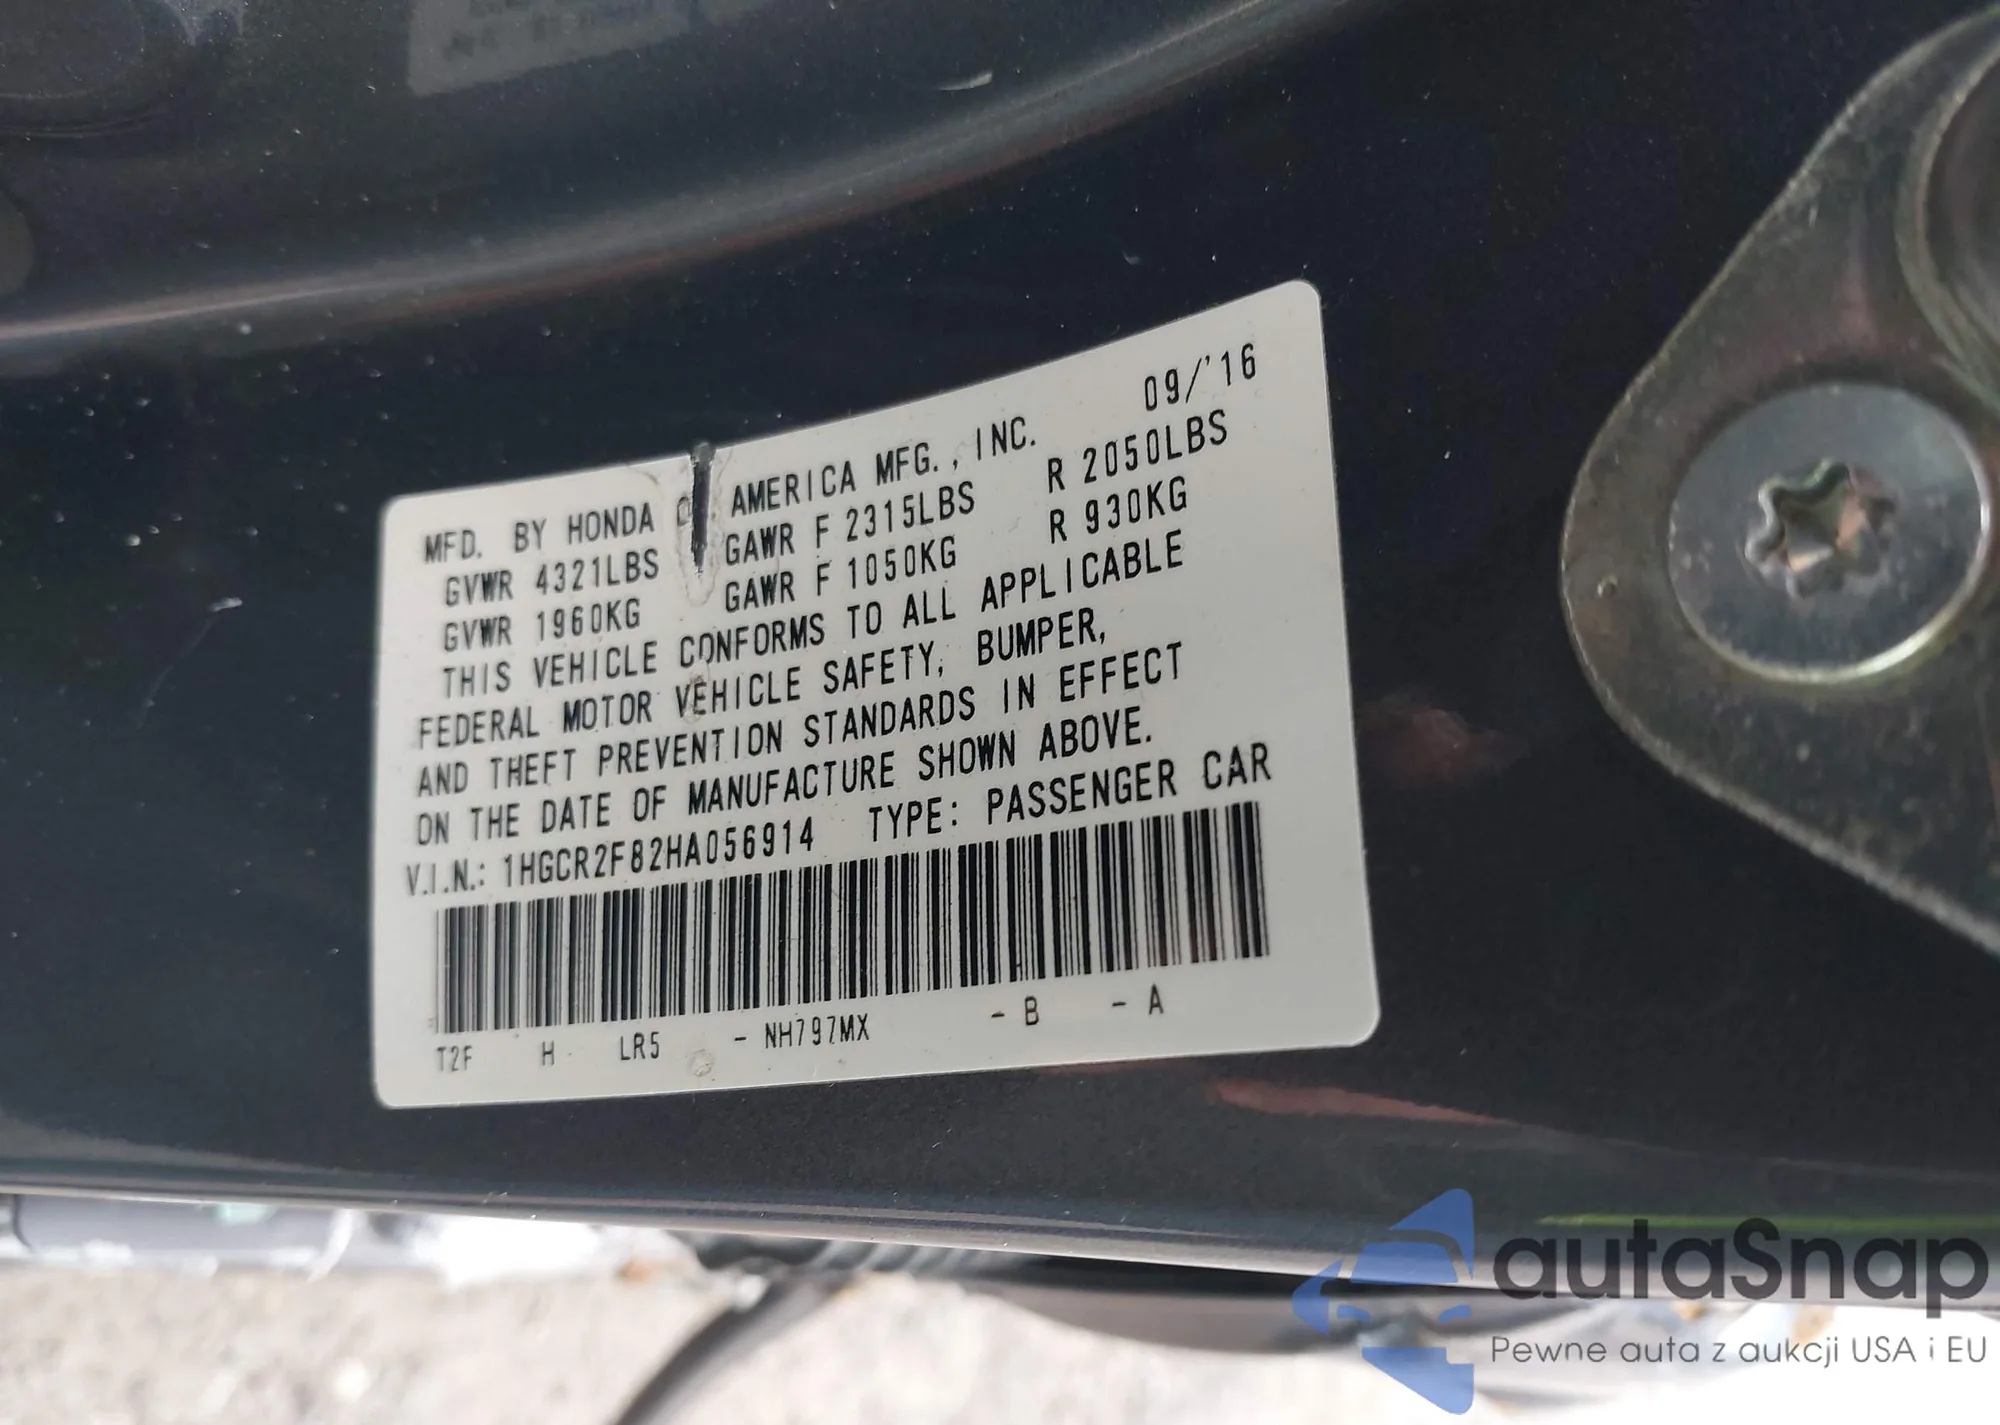 MFD. BY HONDA OF AMERICA MFG., INC. 09/'16
GVWR 4321LBS GAWR F 2315LBS R 2050LBS
GVWR 1960KG GAWR F 1050KG R 930KG
THIS VEHICLE CONFORMS TO ALL APPLICABLE
FEDERAL MOTOR VEHICLE SAFETY, BUMPER,
AND THEFT PREVENTION STANDARDS IN EFFECT
ON THE DATE OF MANUFACTURE SHOWN ABOVE.
V.I.N.: 1HGCR2F82HA056914 TYPE: PASSENGER CAR
T2F H LR5 - NH797MX - B - A
autaSnap
Pewne auta z aukcji USA i EU